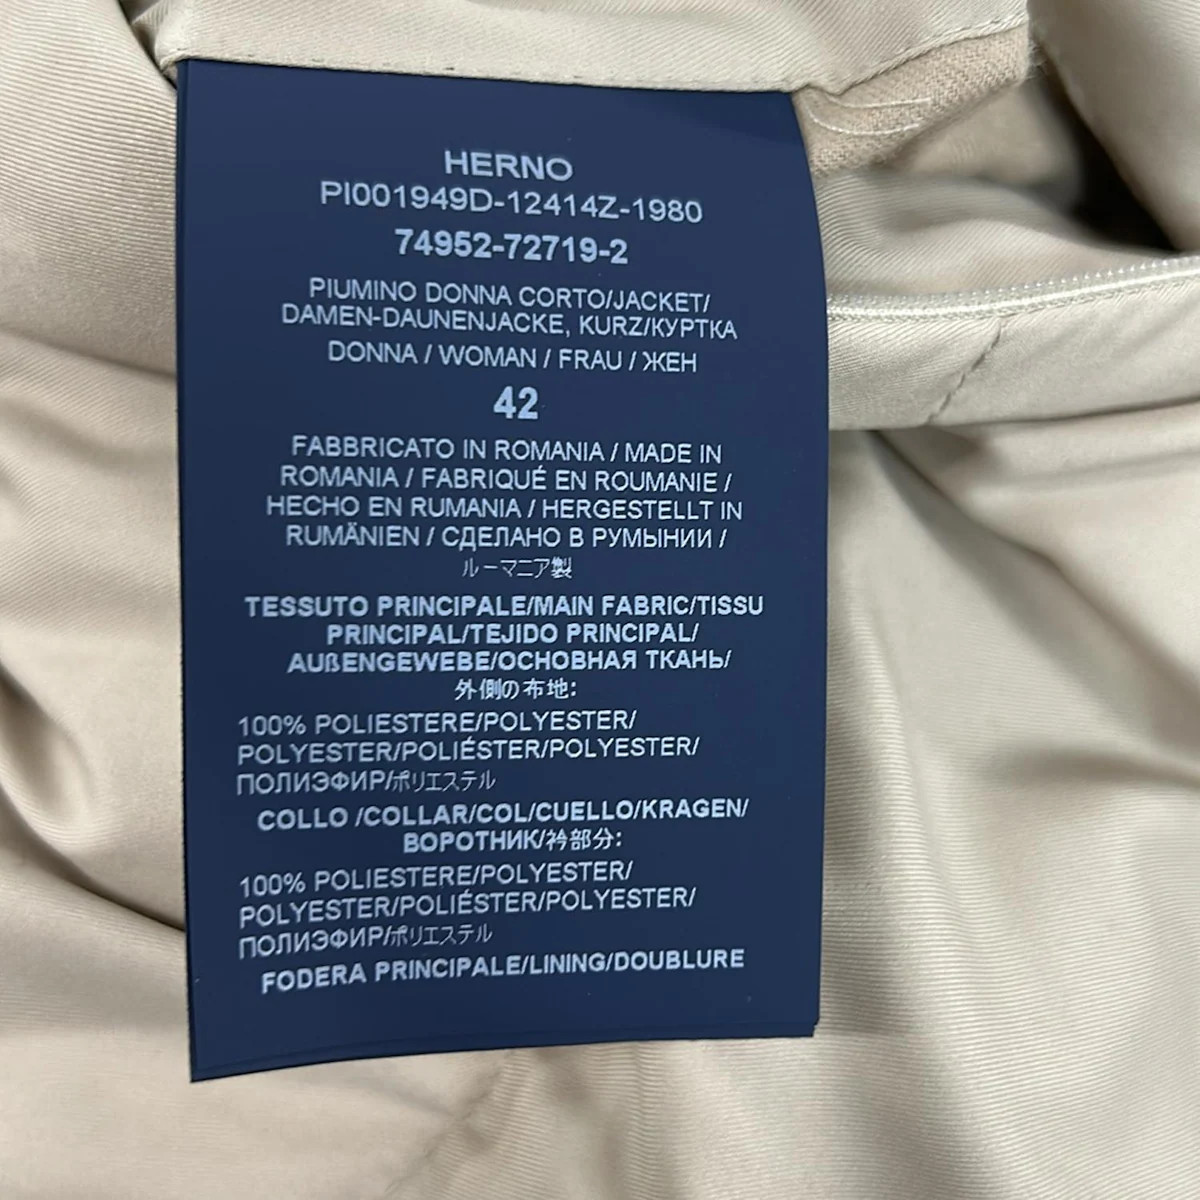 HERNO
PI001949D-12414Z-1980
74952-72719-2
PIUMINO DONNA CORTO/JACKET/
DAMEN-DAUNENJACKE, KURZ/КУРТКА
DONNA / WOMAN / FRAU / ЖЕН
42
FABBRICATO IN ROMANIA / MADE IN
ROMANIA / FABRIQUÉ EN ROUMANIE /
HECHO EN RUMANIA / HERGESTELLT IN
RUMÄNIEN / СДЕЛАНО В РУМЫНИИ /
ルーマニア製
TESSUTO PRINCIPALE/MAIN FABRIC/TISSU
PRINCIPAL/TEJIDO PRINCIPAL/
AUßENGEWEBE/ОСНОВНАЯ ТКАНЬ/
外側の布地:
100% POLIESTERE/POLYESTER/
POLYESTER/POLIÉSTER/POLYESTER/
ПОЛИЭФИР/ポリエステル
COLLO /COLLAR/COL/CUELLO/KRAGEN/
ВОРОТНИК/衿部分:
100% POLIESTERE/POLYESTER/
POLYESTER/POLIÉSTER/POLYESTER/
ПОЛИЭФИР/ポリエステル
FODERA PRINCIPALE/LINING/DOUBLURE